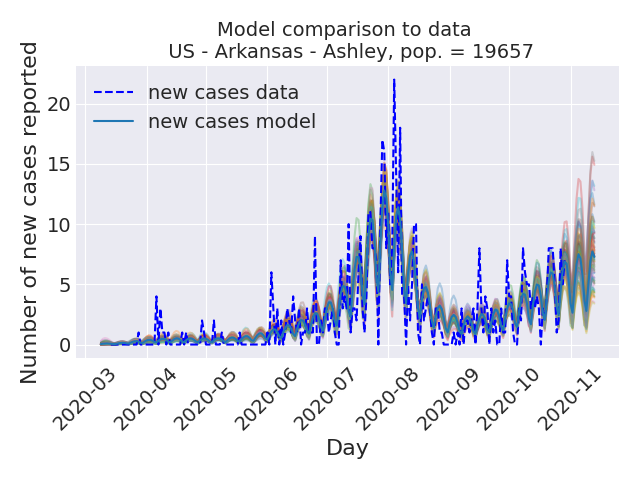 Model comparison to data
US - Arkansas - Ashley, pop. = 19657
new cases data
new cases model
Number of new cases reported
20
15
10
5
0
2020-03
2020-04
2020-05
2020-06
2020-07
2020-08
2020-09
2020-10
2020-11
Day